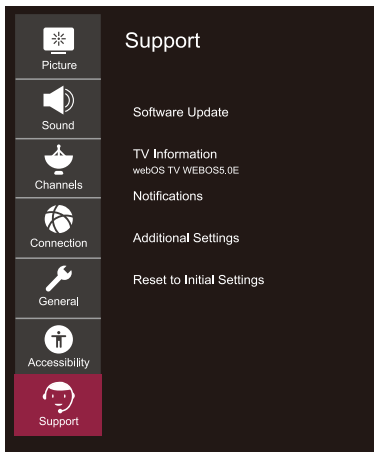 Picture
Sound
Channels
Connection
General
Accessibility
Support
Support
Software Update
TV Information
webOS TV WEBOS5.0E
Notifications
Additional Settings
Reset to Initial Settings